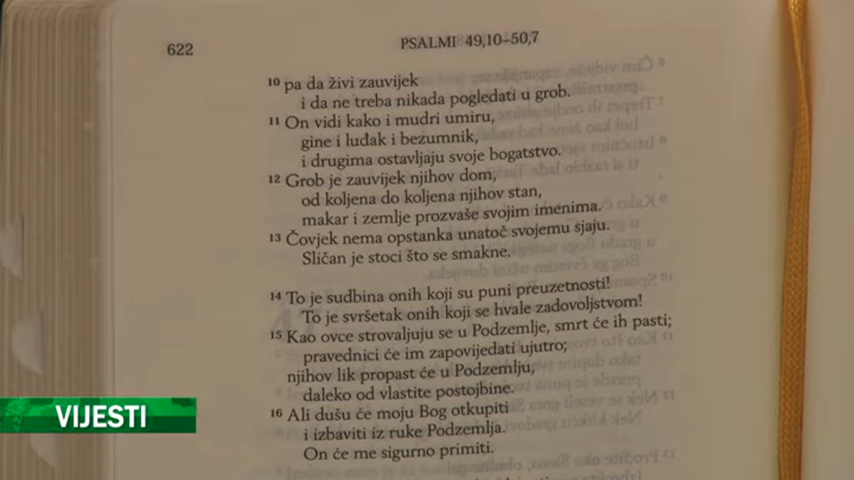 622
PSALMI 49,10–50,7
10 pa da živi zauvijek
i da ne treba nikada pogledati u grob.
11 On vidi kako i mudri umiru,
gine i luđak i bezumnik,
i drugima ostavljaju svoje bogatstvo.
12 Grob je zauvijek njihov dom,
od koljena do koljena njihov stan,
makar i zemlje prozvaše svojim imenima.
13 Čovjek nema opstanka unatoč svojemu sjaju.
Sličan je stoci što se smakne.
14 To je sudbina onih koji su puni preuzetnosti!
To je svršetak onih koji se hvale zadovoljstvom!
15 Kao ovce strovaljuju se u Podzemlje, smrt će ih pasti;
pravednici će im zapovijedati ujutro;
njihov lik propast će u Podzemlju,
daleko od vlastite postojbine.
16 Ali dušu će moju Bog otkupiti
i izbaviti iz ruke Podzemlja.
On će me sigurno primiti.
VIJESTI